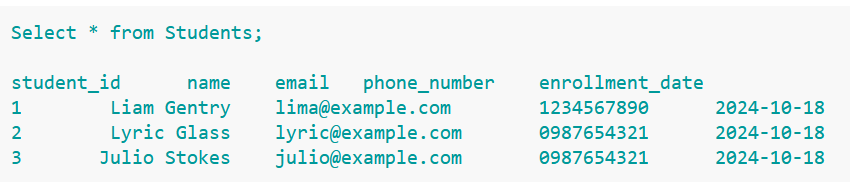 Select * from Students;
student_id name email phone_number enrollment_date
1 Liam Gentry lima@example.com 1234567890 2024-10-18
2 Lyric Glass lyric@example.com 0987654321 2024-10-18
3 Julio Stokes julio@example.com 0987654321 2024-10-18